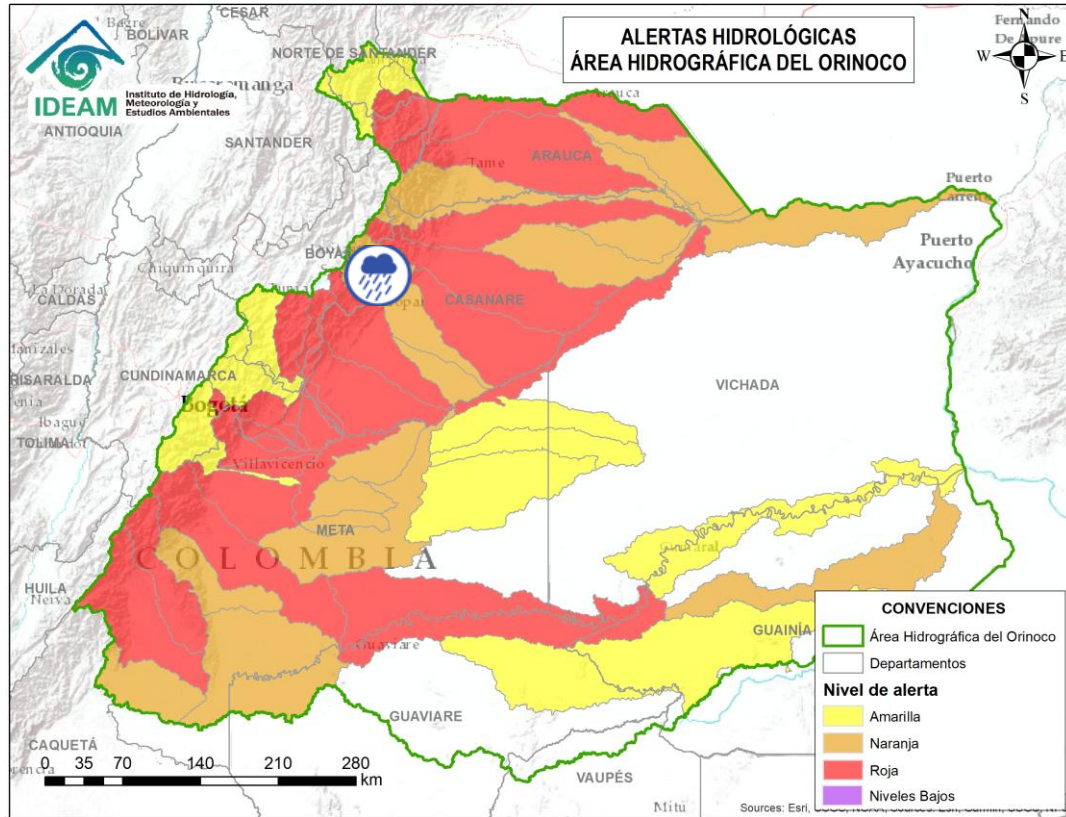 ALERTAS HIDROLÓGICAS
ÁREA HIDROGRÁFICA DEL ORINOCO
IDEAM
Instituto de Hidrología,
Meteorología y
Estudios Ambientales
N
W
E
S
CESAR
BOLÍVAR
NORTE DE SANTANDER
ANTIOQUIA
SANTANDER
ARAUCA
Tame
Puerto
Puerto
Ayacucho
Chiquinquira
La Dorada
CALDAS
CASANARE
VICHADA
RISARALDA
CUNDINAMARCA
Bogotá
Ibagué
TOLIMA
Villavicencio
META
COLOMBIA
HUILA
Neiva
Guaviare
GUAINÍA
GUAVIARE
CAQUETÁ
VAUPÉS
Mitú
0 35 70 140 210 280
km
CONVENCIONES
Área Hidrográfica del Orinoco
Departamentos
Nivel de alerta
Amarilla
Naranja
Roja
Niveles Bajos
Sources: Esri,